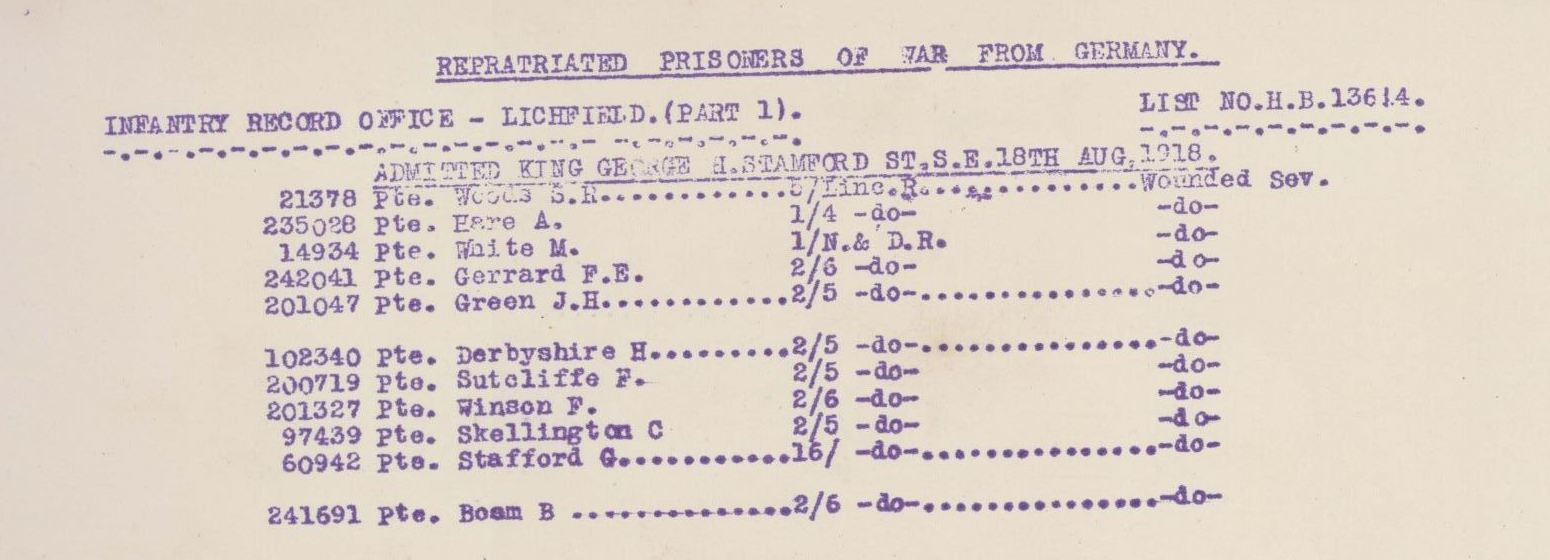 REPRATRIATED PRISONERS OF WAR FROM GERMANY.
INFANTRY RECORD OFFICE - LICHFIELD.(PART 1). LIST NO.H.B.13614.
ADMITTED KING GEORGE H.STAMFORD ST,S.E.18TH AUG,1918.
21378 Pte. Woods S.R............5/Linc.R..............Wounded Sev.
235028 Pte. Hare A. 1/4 -do- -do-
14934 Pte. White M. 1/N.& D.R. -do-
242041 Pte. Gerrard F.E. 2/6 -do- -do-
201047 Pte. Green J.H............2/5 -do-...............-do-
102340 Pte. Derbyshire H.........2/5 -do-...............-do-
200719 Pte. Sutcliffe F. 2/5 -do- -do-
201327 Pte. Winson F. 2/6 -do- -do-
97439 Pte. Skellington C 2/5 -do- -do-
60942 Pte. Stafford G...........16/ -do-...............-do-
241691 Pte. Boam B ..............2/6 -do-...............-do-